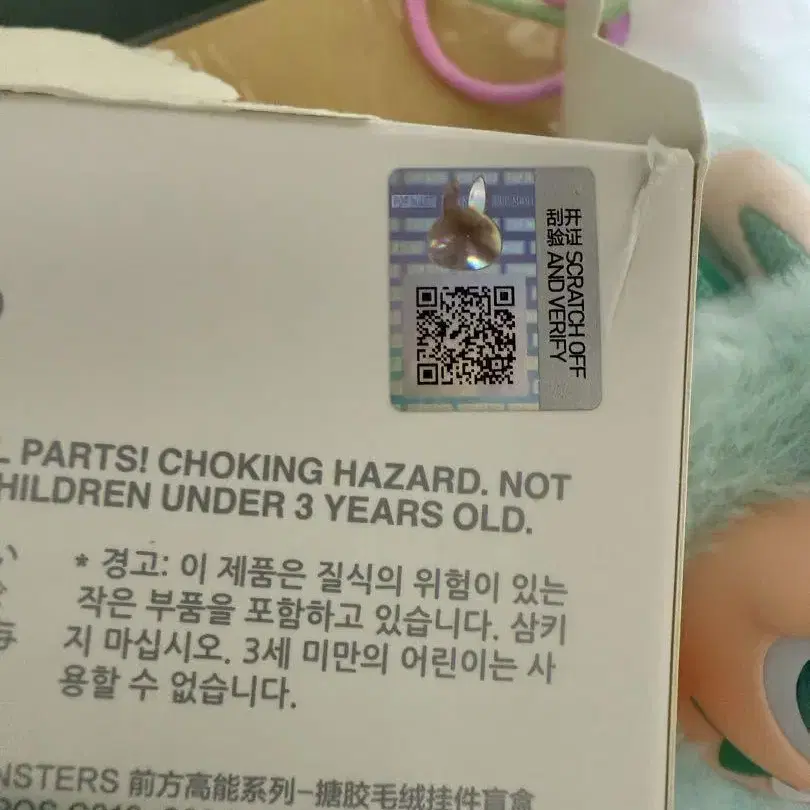 刮开
验证
SCRATCH OFF
AND VERIFY
PARTS! CHOKING HAZARD. NOT
UNDER 3 YEARS OLD.
* 경고: 이 제품은 질식의 위험이 있는
작은 부품을 포함하고 있습니다. 삼키
지 마십시오. 3세 미만의 어린이는 사
용할 수 없습니다.
前方高能系列-搪胶毛绒挂件盲盒